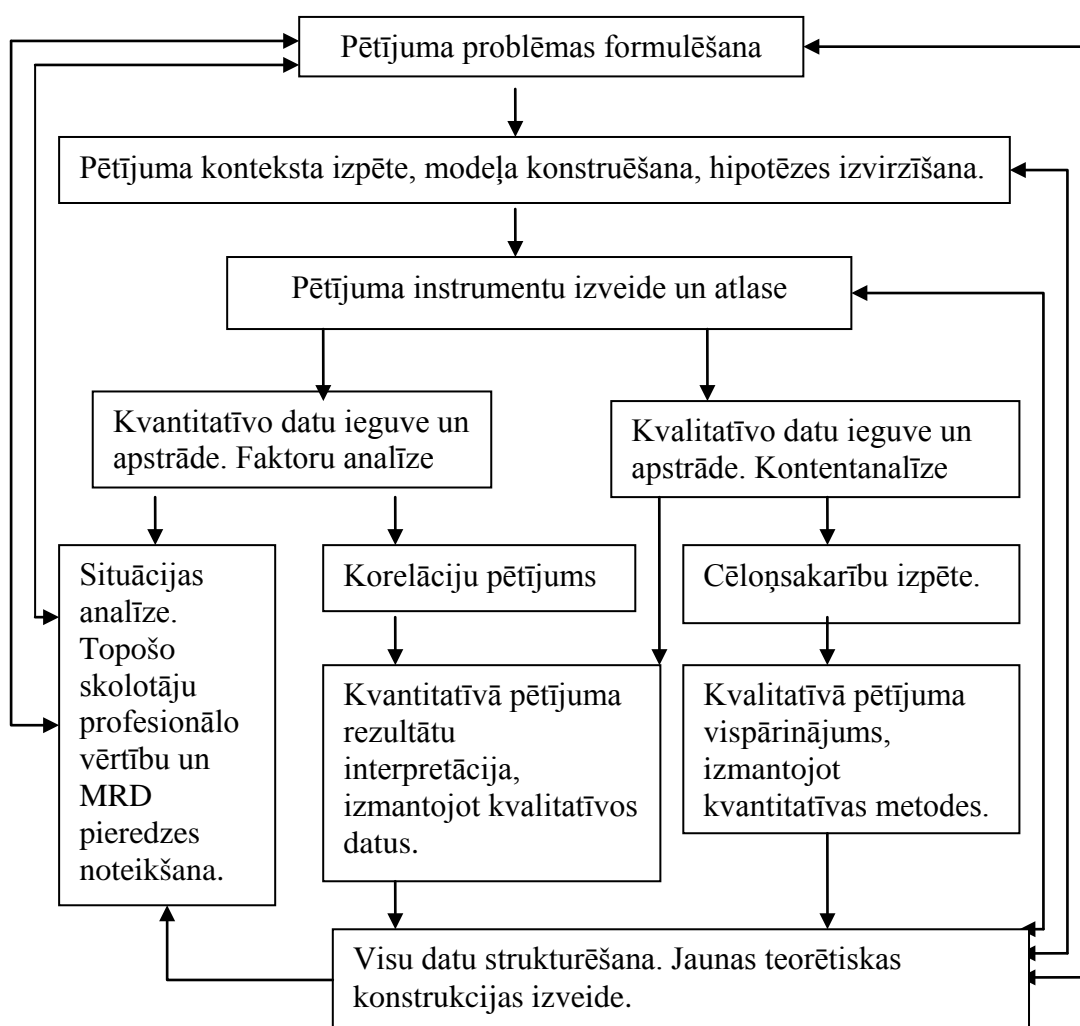 Pētījuma problēmas formulēšana
Pētījuma konteksta izpēte, modeļa konstruēšana, hipotēzes izvirzīšana.
Pētījuma instrumentu izveide un atlase
Kvantitatīvo datu ieguve un
apstrāde. Faktoru analīze
Kvalitatīvo datu ieguve un
apstrāde. Kontentanalīze
Situācijas
analīze.
Topošo
skolotāju
profesionālo
vērtību un
MRD
pieredzes
noteikšana.
Korelāciju pētījums
Cēloņsakarību izpēte.
Kvantitatīvā pētījuma
rezultātu
interpretācija,
izmantojot kvalitatīvos
datus.
Kvalitatīvā pētījuma
vispārinājums,
izmantojot
kvantitatīvas metodes.
Visu datu strukturēšana. Jaunas teorētiskas
konstrukcijas izveide.